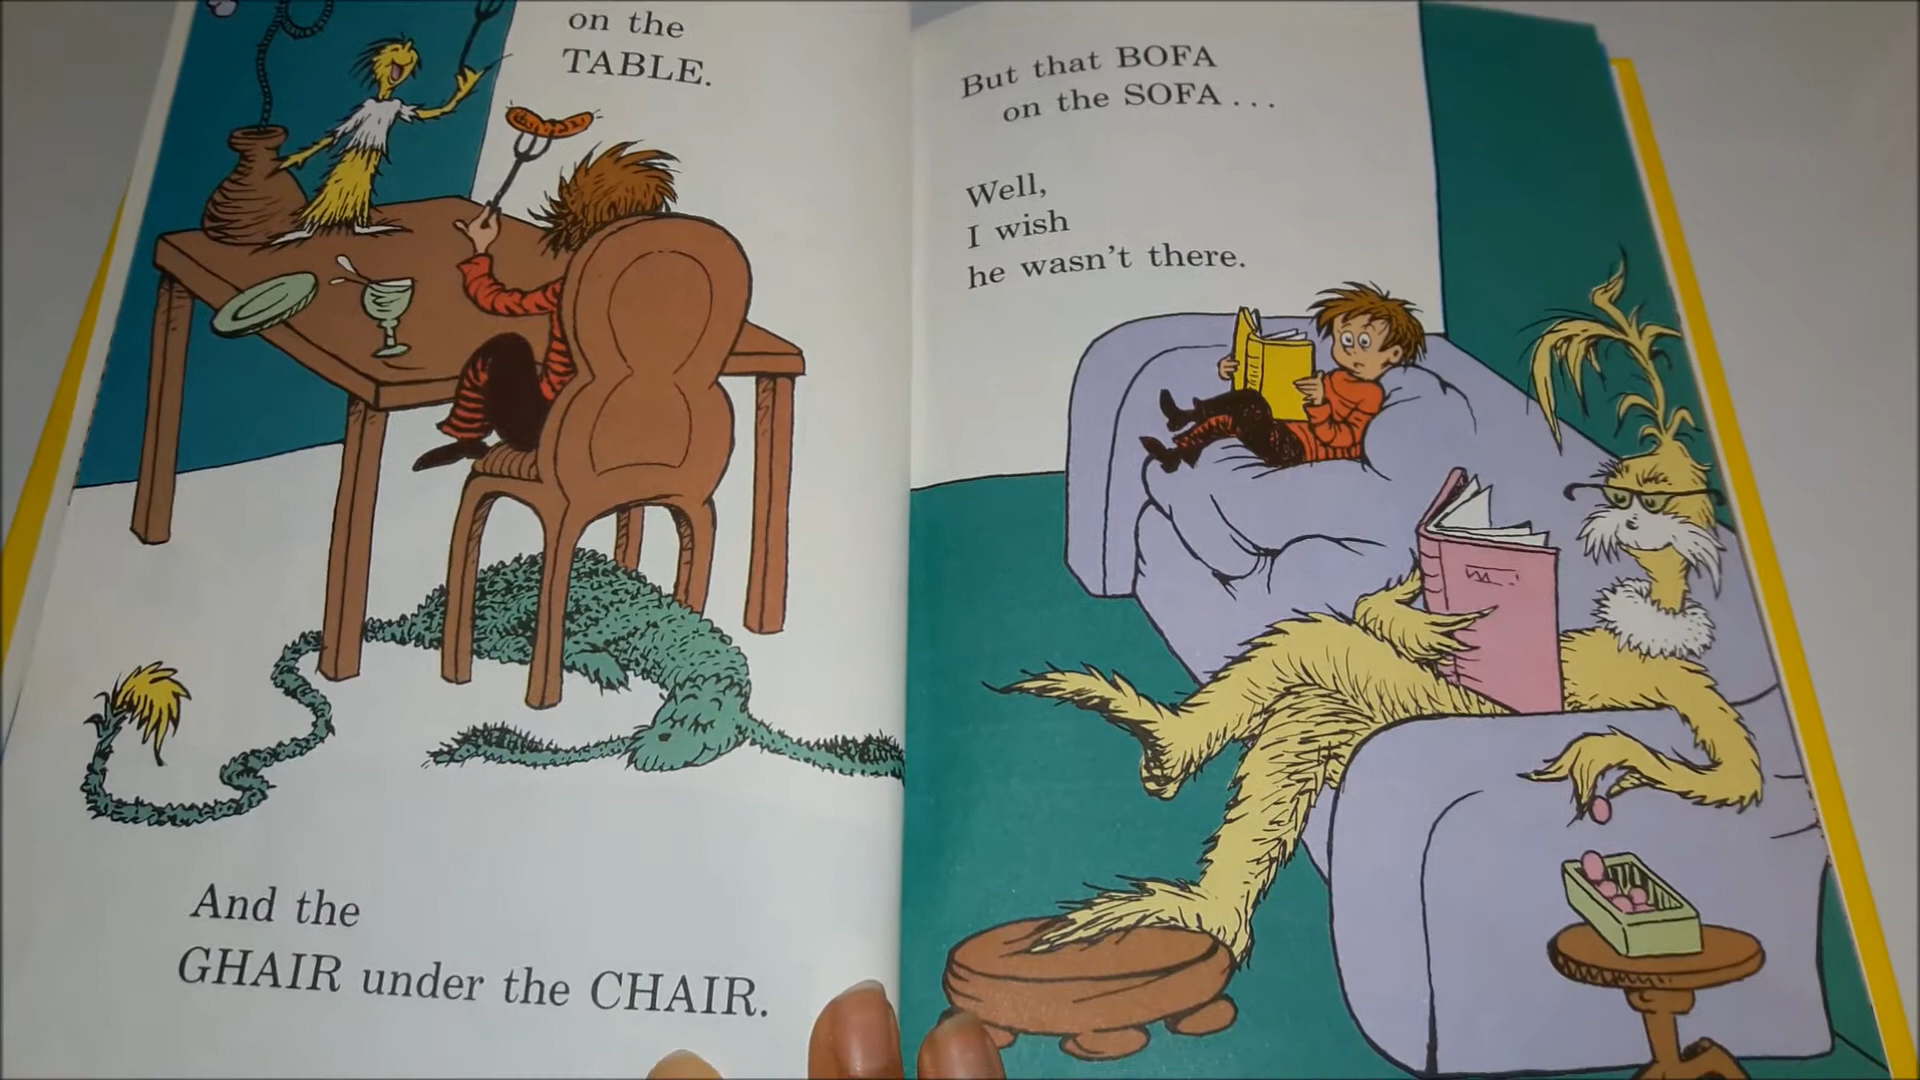 on the
TABLE.
And the
GHAIR under the CHAIR.
But that BOFA
on the SOFA...
Well,
I wish
he wasn't there.